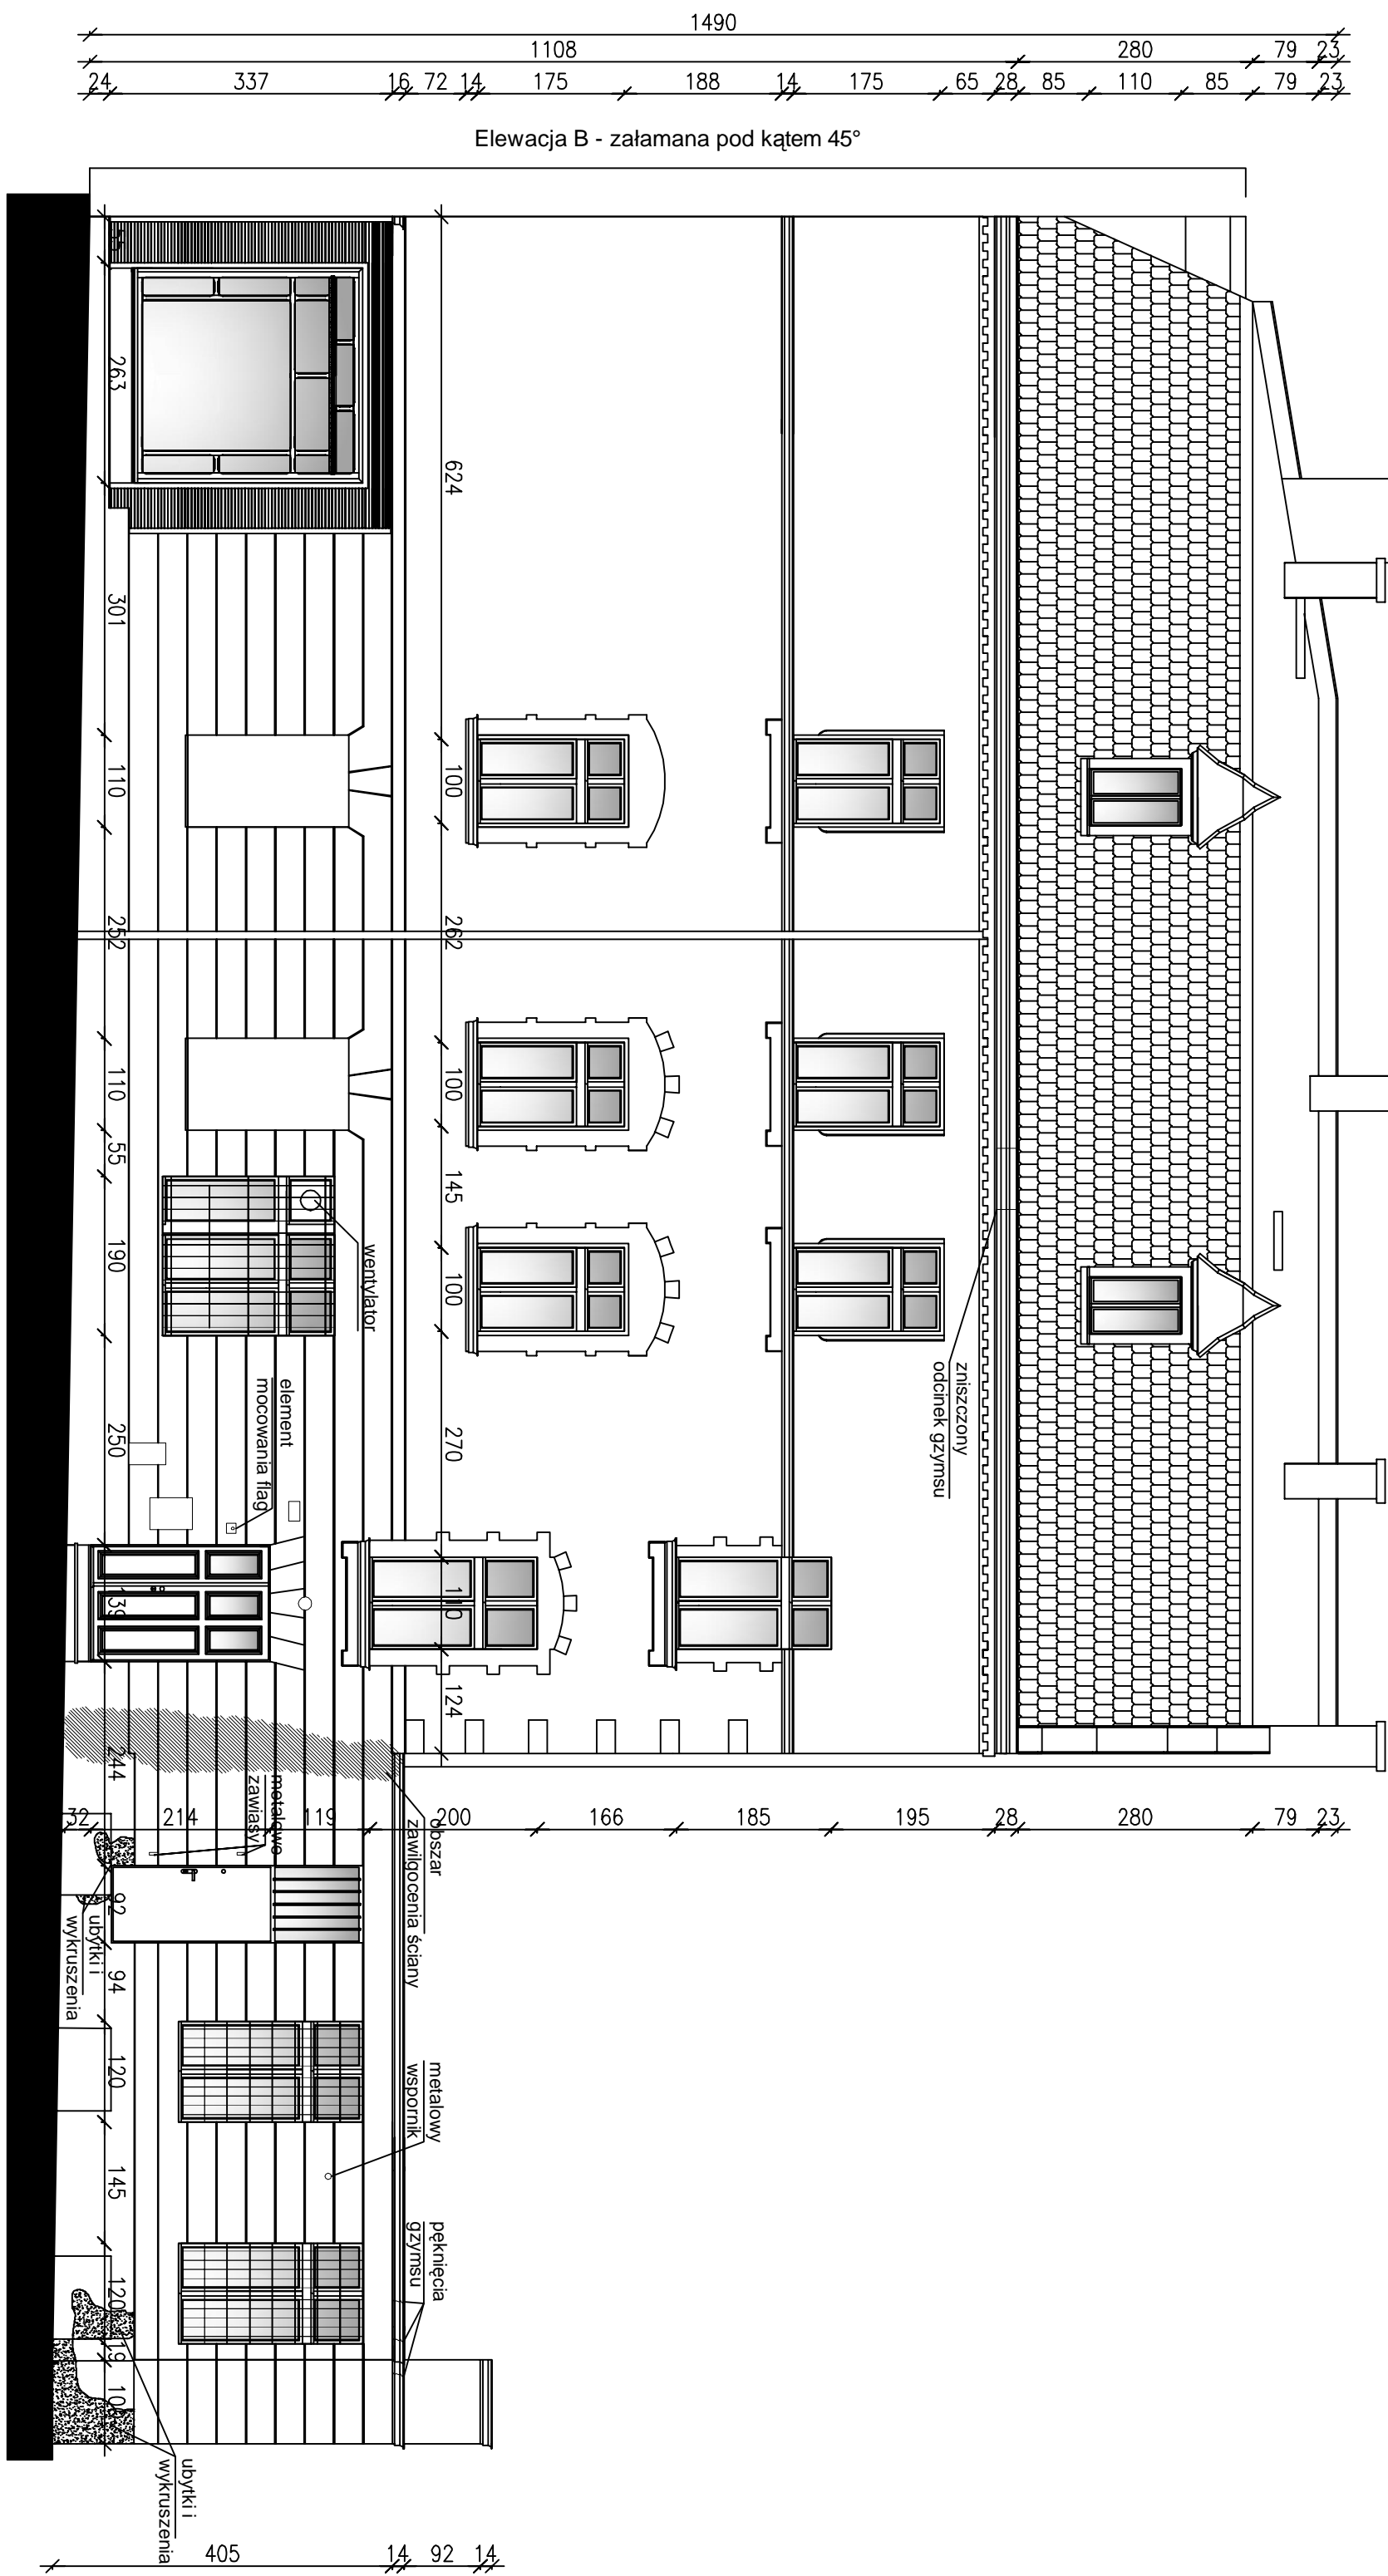 1490
1108 280 79 23
24 337 16 72 14 175 188 14 175 65 28 85 110 85 79 23
Elewacja B - załamana pod kątem 45°
263
301
110
252
110
55
190
250
244
92
94
120
145
120
19
624
100
262
100
145
100
270
110
124
wentylator
element
mocowania flag
zniszczony
odcinek gzymsu
32 214 119 200 166 185 195 28 280 79 23
metalowe
zawiasy
obszar
zawilgocenia ściany
ubytki i
wykruszenia
metalowy
wspornik
pęknięcia
gzymsu
ubytki i
wykruszenia
405 14 92 14